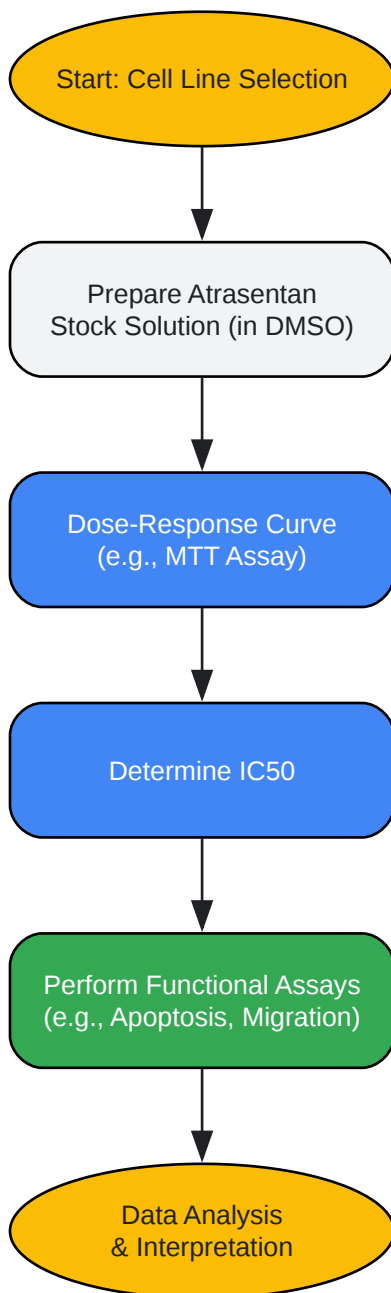 Start: Cell Line Selection
Prepare Atrasentan
Stock Solution (in DMSO)
Dose-Response Curve
(e.g., MTT Assay)
Determine IC50
Perform Functional Assays
(e.g., Apoptosis, Migration)
Data Analysis
& Interpretation